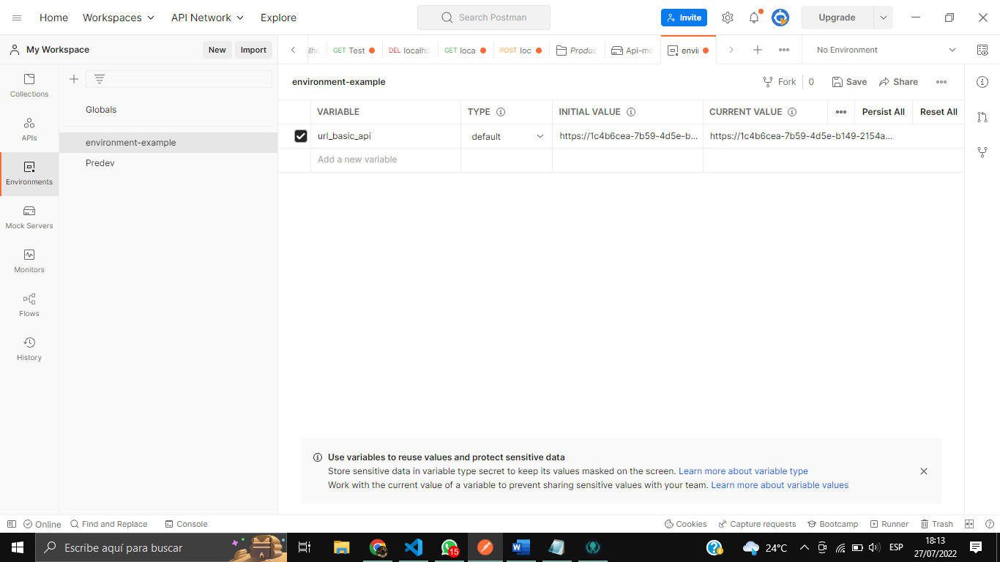 Home Workspaces API Network Explore Search Postman Invite Upgrade
My Workspace New Import
GET Test DEL localho GET loca POST loc Produc Api-mo envi No Environment
Collections
APIs
Environments
Mock Servers
Monitors
Flows
History
Globals
environment-example
Predev
environment-example Fork 0 Save Share
VARIABLE TYPE INITIAL VALUE CURRENT VALUE Persist All Reset All
url_basic_api default https://1c4b6cea-7b59-4d5e-b... https://1c4b6cea-7b59-4d5e-b149-2154a...
Add a new variable
Use variables to reuse values and protect sensitive data
Store sensitive data in variable type secret to keep its values masked on the screen. Learn more about variable type
Work with the current value of a variable to prevent sharing sensitive values with your team. Learn more about variable values
Online Find and Replace Console Cookies Capture requests Bootcamp Runner Trash
Escribe aquí para buscar 15 24°C ESP 18:13
27/07/2022